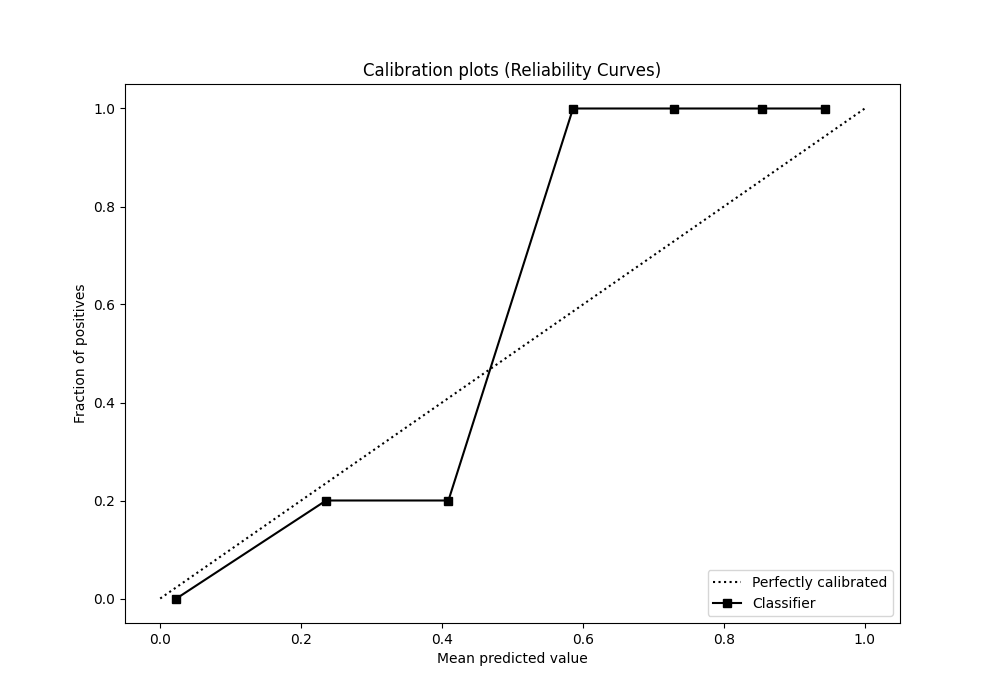 Calibration plots (Reliability Curves)
Fraction of positives
1.0
0.8
0.6
0.4
0.2
0.0
0.0 0.2 0.4 0.6 0.8 1.0
Mean predicted value
Perfectly calibrated
Classifier